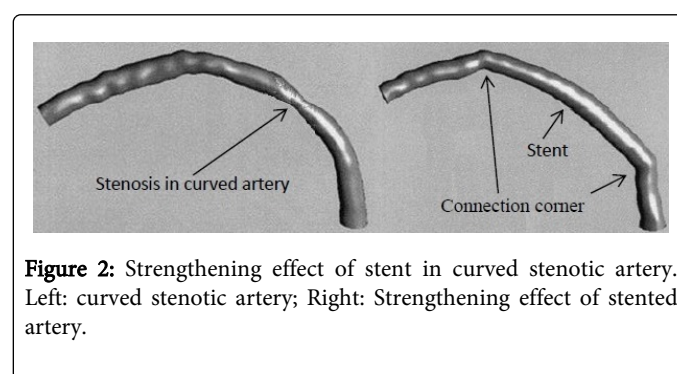 Stenosis in curved artery
Stent
Connection corner
Figure 2: Strengthening effect of stent in curved stenotic artery.
Left: curved stenotic artery; Right: Strengthening effect of stented
artery.